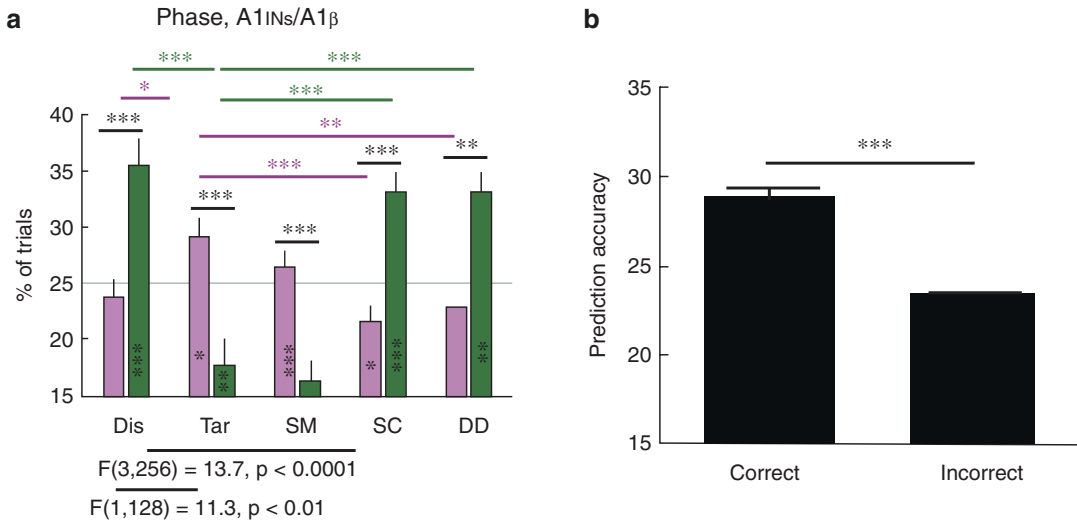 a
Phase, A1INs/A1β
***
***
*
***
**
***
***
***
**
***
***
% of trials
40
35
30
25
20
15
***
*
**
***
*
***
**
Dis
Tar
SM
SC
DD
F(3,256) = 13.7, p < 0.0001
F(1,128) = 11.3, p < 0.01
b
Prediction accuracy
35
30
25
20
15
***
Correct
Incorrect